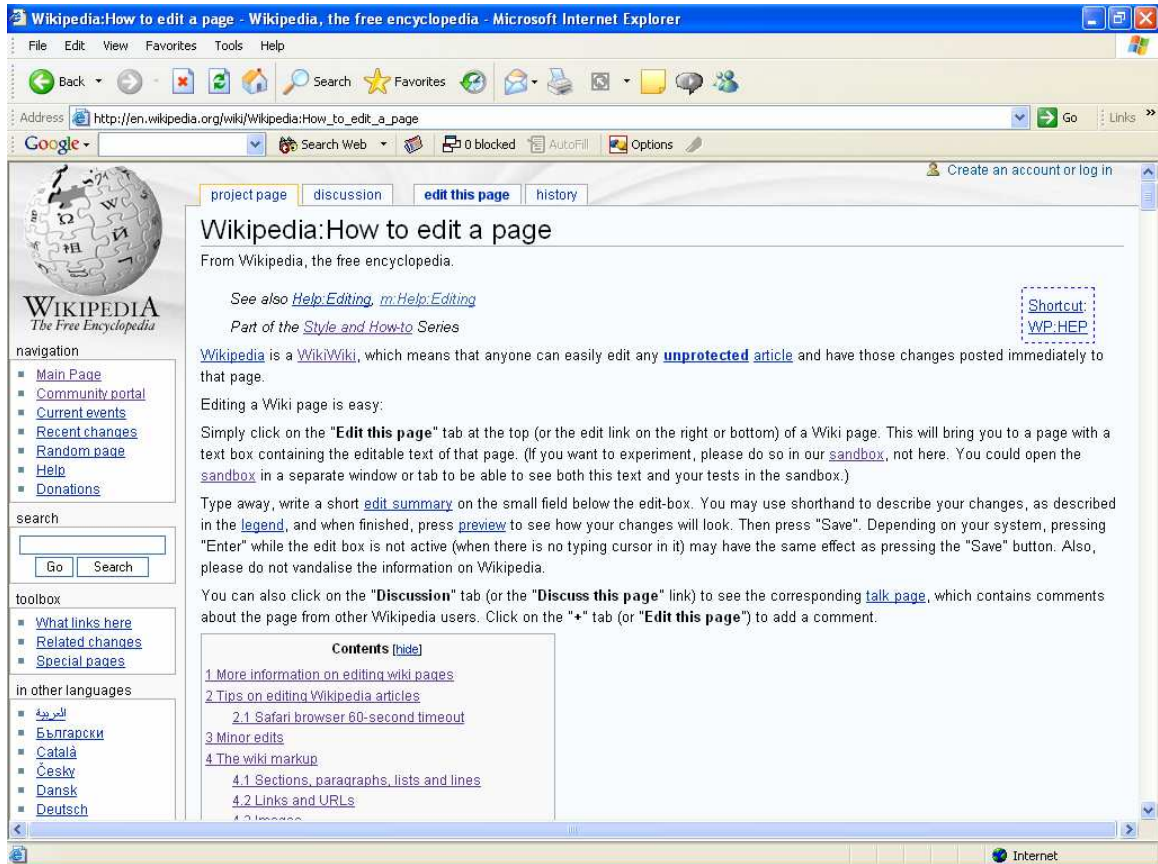 Wikipedia:How to edit a page - Wikipedia, the free encyclopedia - Microsoft Internet Explorer
File Edit View Favorites Tools Help
Back Search Favorites
Address http://en.wikipedia.org/wiki/Wikipedia:How_to_edit_a_page Go Links »
Google Search Web 0 blocked AutoFill Options
Create an account or log in
project page discussion edit this page history
WIKIPEDIA
The Free Encyclopedia
navigation
Main Page
Community portal
Current events
Recent changes
Random page
Help
Donations
search
Go Search
toolbox
What links here
Related changes
Special pages
in other languages
العربية
Български
Català
Česky
Dansk
Deutsch
Wikipedia:How to edit a page
From Wikipedia, the free encyclopedia.
See also Help:Editing, m:Help:Editing
Part of the Style and How-to Series
Shortcut:
WP:HEP
Wikipedia is a WikiWiki, which means that anyone can easily edit any unprotected article and have those changes posted immediately to
that page.
Editing a Wiki page is easy:
Simply click on the "Edit this page" tab at the top (or the edit link on the right or bottom) of a Wiki page. This will bring you to a page with a
text box containing the editable text of that page. (If you want to experiment, please do so in our sandbox, not here. You could open the
sandbox in a separate window or tab to be able to see both this text and your tests in the sandbox.)
Type away, write a short edit summary on the small field below the edit-box. You may use shorthand to describe your changes, as described
in the legend, and when finished, press preview to see how your changes will look. Then press "Save". Depending on your system, pressing
"Enter" while the edit box is not active (when there is no typing cursor in it) may have the same effect as pressing the "Save" button. Also,
please do not vandalise the information on Wikipedia.
You can also click on the "Discussion" tab (or the "Discuss this page" link) to see the corresponding talk page, which contains comments
about the page from other Wikipedia users. Click on the "+" tab (or "Edit this page") to add a comment.
Contents [hide]
1 More information on editing wiki pages
2 Tips on editing Wikipedia articles
2.1 Safari browser 60-second timeout
3 Minor edits
4 The wiki markup
4.1 Sections, paragraphs, lists and lines
4.2 Links and URLs
Internet